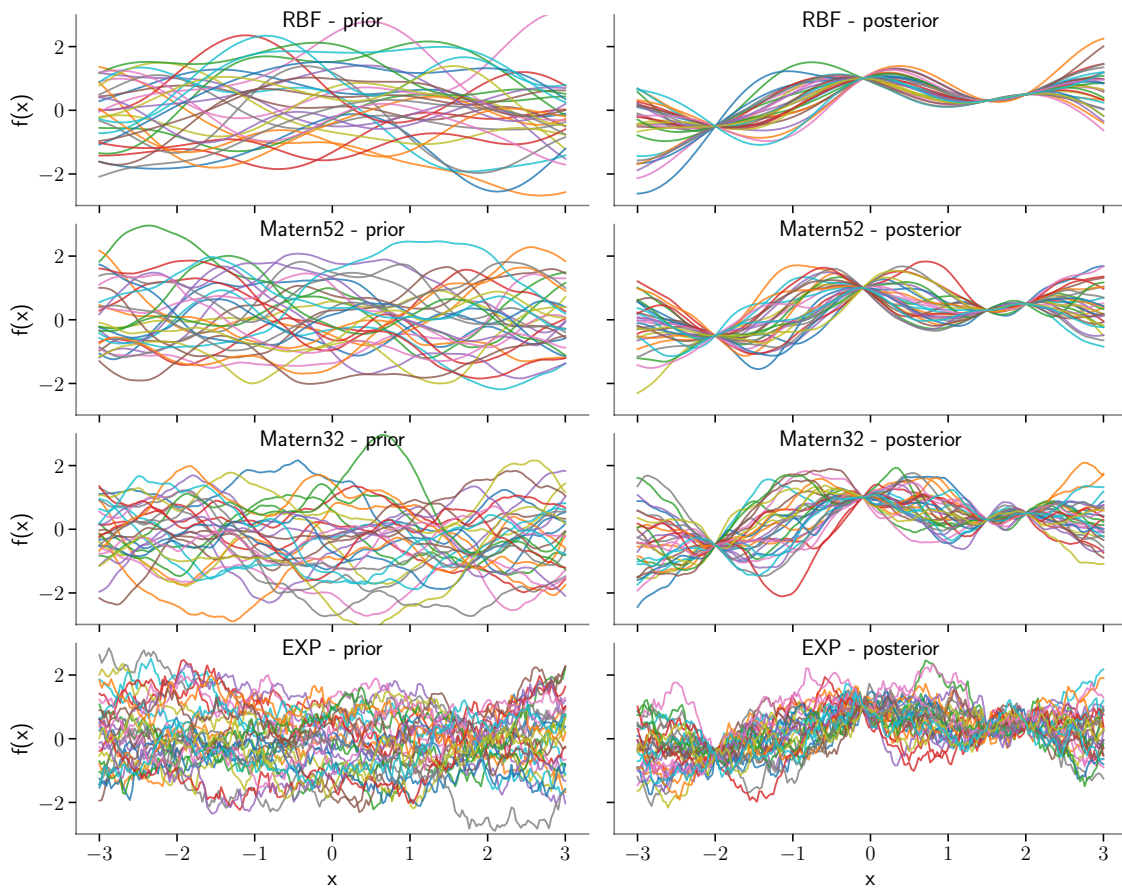 RBF - prior
RBF - posterior
f(x)
2
0
−2
Matern52 - prior
Matern52 - posterior
f(x)
2
0
−2
Matern32 - prior
Matern32 - posterior
f(x)
2
0
−2
EXP - prior
EXP - posterior
f(x)
2
0
−2
−3 −2 −1 0 1 2 3
−3 −2 −1 0 1 2 3
x
x